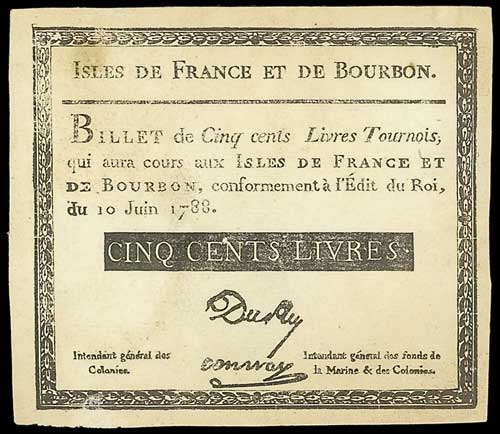 ISLES DE FRANCE ET DE BOURBON.
BILLET de Cinq cents Livres Tournois,
qui aura cours aux ISLES DE FRANCE ET
DE BOURBON, conformement à l'Édit du Roi,
du 10 Juin 1788.
CINQ CENTS LIVRES
Intendant général des
Colonies.
conway
Intendant général des fonds de
la Marine & des Colonies.